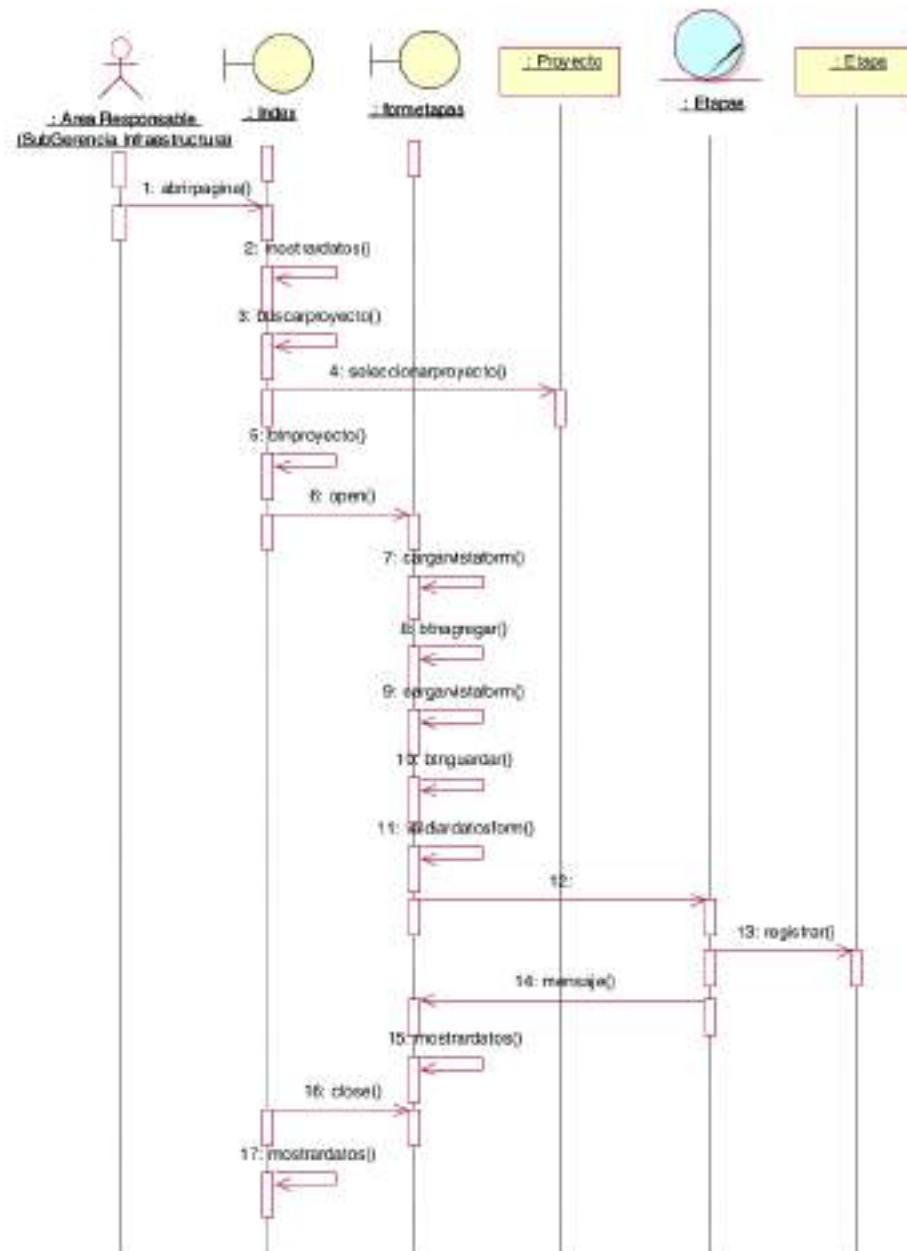 : Area Responsable
(SubGerencia Infraestructura)
: Index
: formetapas
: Proyecto
: Etapas
: Etapa
1: abrirpagina()
2: mostrardatos()
3: buscarproyecto()
4: seleccionarproyecto()
5: btnproyecto()
6: open()
7: cargarvistaform()
8: btnagregar()
9: cargarvistaform()
10: btnguardar()
11:
12:
13: registrar()
14: mensaje()
15: mostrardatos()
16: close()
17: mostrardatos()